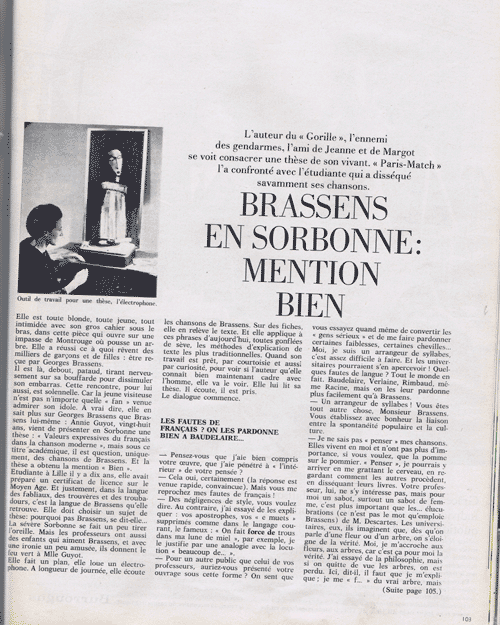 L'auteur du « Gorille », l'ennemi
des gendarmes, l'ami de Jeanne et de Margot
se voit consacrer une thèse de son vivant. « Paris-Match »
l'a confronté avec l'étudiante qui a disséqué
savamment ses chansons.
BRASSENS
EN SORBONNE:
MENTION
BIEN
Outil de travail pour une thèse, l'électrophone.
Elle est toute blonde, toute jeune, tout
intimidée avec son gros cahier sous le
bras, dans cette pièce qui ouvre sur une
impasse de Montrouge où pousse un ar-
bre. Elle a réussi ce à quoi rêvent des
milliers de garçons et de filles : être re-
çue par Georges Brassens.
Il est là, debout, pataud, tirant nerveu-
sement sur sa bouffarde pour dissimuler
son embarras. Cette rencontre, pour lui
aussi, est solennelle. Car la jeune visiteuse
n'est pas n'importe quelle « fan » venue
admirer son idole. A vrai dire, elle en
sait plus sur Georges Brassens que Bras-
sens lui-même : Annie Guyot, vingt-huit
ans, vient de présenter en Sorbonne une
thèse : « Valeurs expressives du français
dans la chanson moderne », mais sous ce
titre académique, il est question, unique-
ment, des chansons de Brassens. Et la
thèse a obtenu la mention « Bien ».
Etudiante à Lille il y a dix ans, elle avait
préparé un certificat de licence sur le
Moyen Age. Et justement, dans la langue
des fabliaux, des trouvères et des trouba-
dours, c'est la langue de Brassens qu'elle
retrouve. Elle doit choisir un sujet de
thèse: pourquoi pas Brassens, se dit-elle...
La sévère Sorbonne se fait un peu tirer
l'oreille. Mais les professeurs ont aussi
des enfants qui aiment Brassens, et avec
une ironie un peu amusée, ils donnent le
feu vert à Mlle Guyot.
Elle fait un plan, elle loue un electro-
phone. A longueur de journée, elle écoute
les chansons de Brassens. Sur des fiches,
elle en relève le texte. Et elle applique à
ces phrases d'aujourd'hui, toutes gonflées
de sève, les méthodes d'explication de
texte les plus traditionnelles. Quand son
travail est prêt, par courtoisie et aussi
par curiosité, pour voir si l'auteur qu'elle
connaît bien maintenant cadre avec
l'homme, elle va le voir. Elle lui lit sa
thèse. Il écoute, il est pris.
Le dialogue commence.
LES FAUTES DE
FRANÇAIS ? ON LES PARDONNE
BIEN A BAUDELAIRE...
— Pensez-vous que j'aie bien compris
votre œuvre, que j'aie pénétré à « l'inté-
rieur » de votre pensée ?
— Cela oui, certainement (la réponse est
venue rapide, convaincue). Mais vous me
reprochez mes fautes de français !
— Des négligences de style, vous voulez
dire. Au contraire, j'ai essayé de les expli-
quer : vos apostrophes, vos « e muets »
supprimés comme dans le langage cou-
rant, le fameux : « On fait force de trous
dans ma lune de miel », par exemple, je
le justifie par une analogie avec la locu-
tion « beaucoup de.. ».
— Pour un autre public que celui de vos
professeurs, auriez-vous présenté votre
ouvrage sous cette forme ? On sent que
vous essayez quand même de convertir les
« gens sérieux » et de me faire pardonner
certaines faiblesses, certaines chevilles...
Moi, je suis un arrangeur de syllabes,
c'est assez difficile à faire. Et les univer-
sitaires pourraient s'en apercevoir ! Quel-
ques fautes de langue ? Tout le monde en
fait. Baudelaire, Verlaine, Rimbaud, mê-
me Racine, mais on les leur pardonne
plus facilement qu'à Brassens.
— Un arrangeur de syllabes ! Vous êtes
tout autre chose, Monsieur Brassens.
Vous établissez avec bonheur la liaison
entre la spontanéité populaire et la cul-
ture.
— Je ne sais pas « penser » mes chansons.
Elles vivent en moi et n'ont pas plus d'im-
portance, si vous voulez, que la pomme
sur le pommier. « Penser », je pourrais y
arriver en me grattant le cerveau, en re-
gardant comment les autres procèdent,
en disséquant leurs livres. Votre profes-
seur, lui, ne s'y intéresse pas, mais pour
moi un sabot, surtout un sabot de fem-
me, c'est plus important que les... élucu-
brations (ce n'est pas le mot qu'emploie
Brassens) de M. Descartes. Les universi-
taires, eux, ils imaginent que, dès qu'on
parle d'une fleur ou d'un arbre, on s'éloi-
gne de la vérité. Moi, je m'accroche aux
fleurs, aux arbres, car c'est ça pour moi la
vérité. J'ai essayé de la philosophie, mais
si on quitte de vue les arbres, on est
perdu. Ici, dit-il, il faut que je m'expli-
que ; je me « f... » du vrai arbre, mais
(Suite page 105.)
103